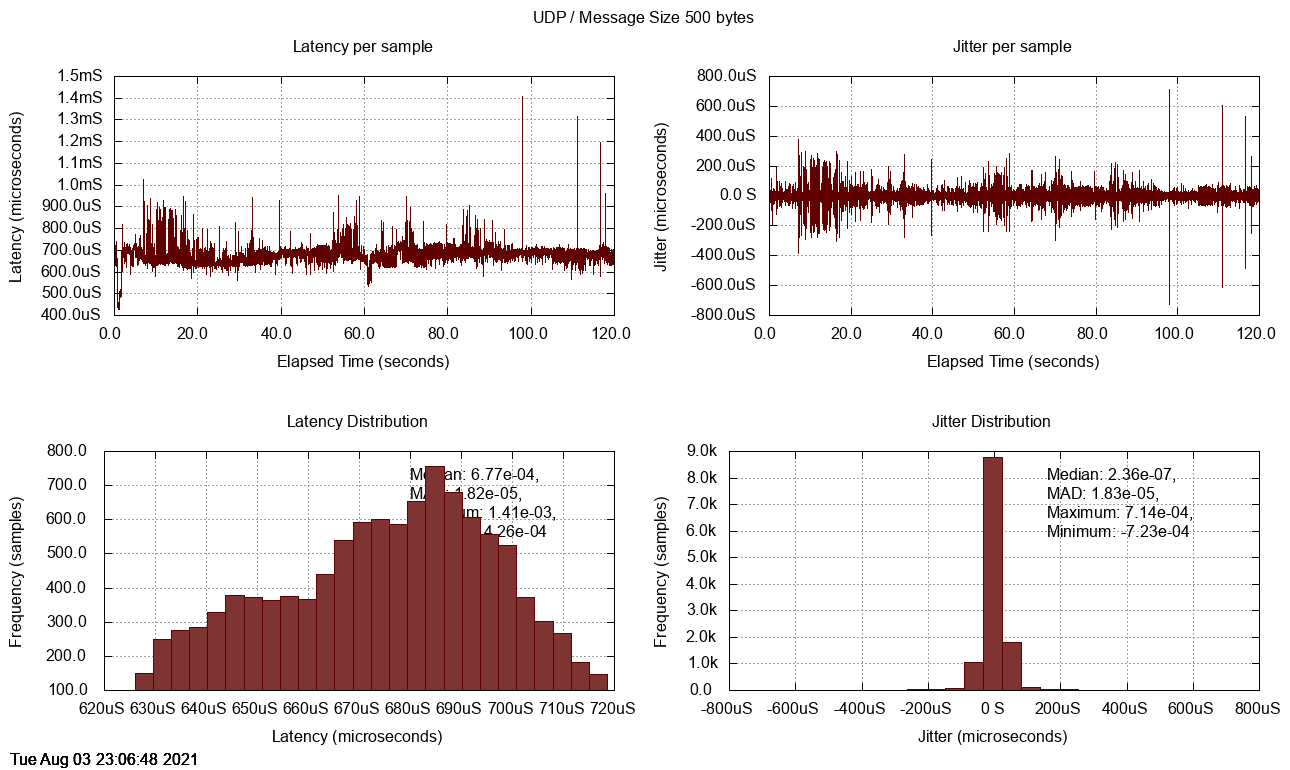 UDP / Message Size 500 bytes
Latency per sample
1.5mS
1.4mS
1.3mS
1.2mS
1.1mS
1.0mS
900.0uS
800.0uS
700.0uS
600.0uS
500.0uS
400.0uS
Latency (microseconds)
0.0 20.0 40.0 60.0 80.0 100.0 120.0
Elapsed Time (seconds)
Jitter per sample
800.0uS
600.0uS
400.0uS
200.0uS
0.0 S
-200.0uS
-400.0uS
-600.0uS
-800.0uS
Jitter (microseconds)
0.0 20.0 40.0 60.0 80.0 100.0 120.0
Elapsed Time (seconds)
Latency Distribution
800.0
700.0
600.0
500.0
400.0
300.0
200.0
100.0
Frequency (samples)
6.77e-04,
1.82e-05,
1.41e-03,
4.26e-04
620uS 630uS 640uS 650uS 660uS 670uS 680uS 690uS 700uS 710uS 720uS
Latency (microseconds)
Jitter Distribution
9.0k
8.0k
7.0k
6.0k
5.0k
4.0k
3.0k
2.0k
1.0k
0.0
Frequency (samples)
Median: 2.36e-07,
MAD: 1.83e-05,
Maximum: 7.14e-04,
Minimum: -7.23e-04
-800uS -600uS -400uS -200uS 0 S 200uS 400uS 600uS 800uS
Jitter (microseconds)
Tue Aug 03 23:06:48 2021